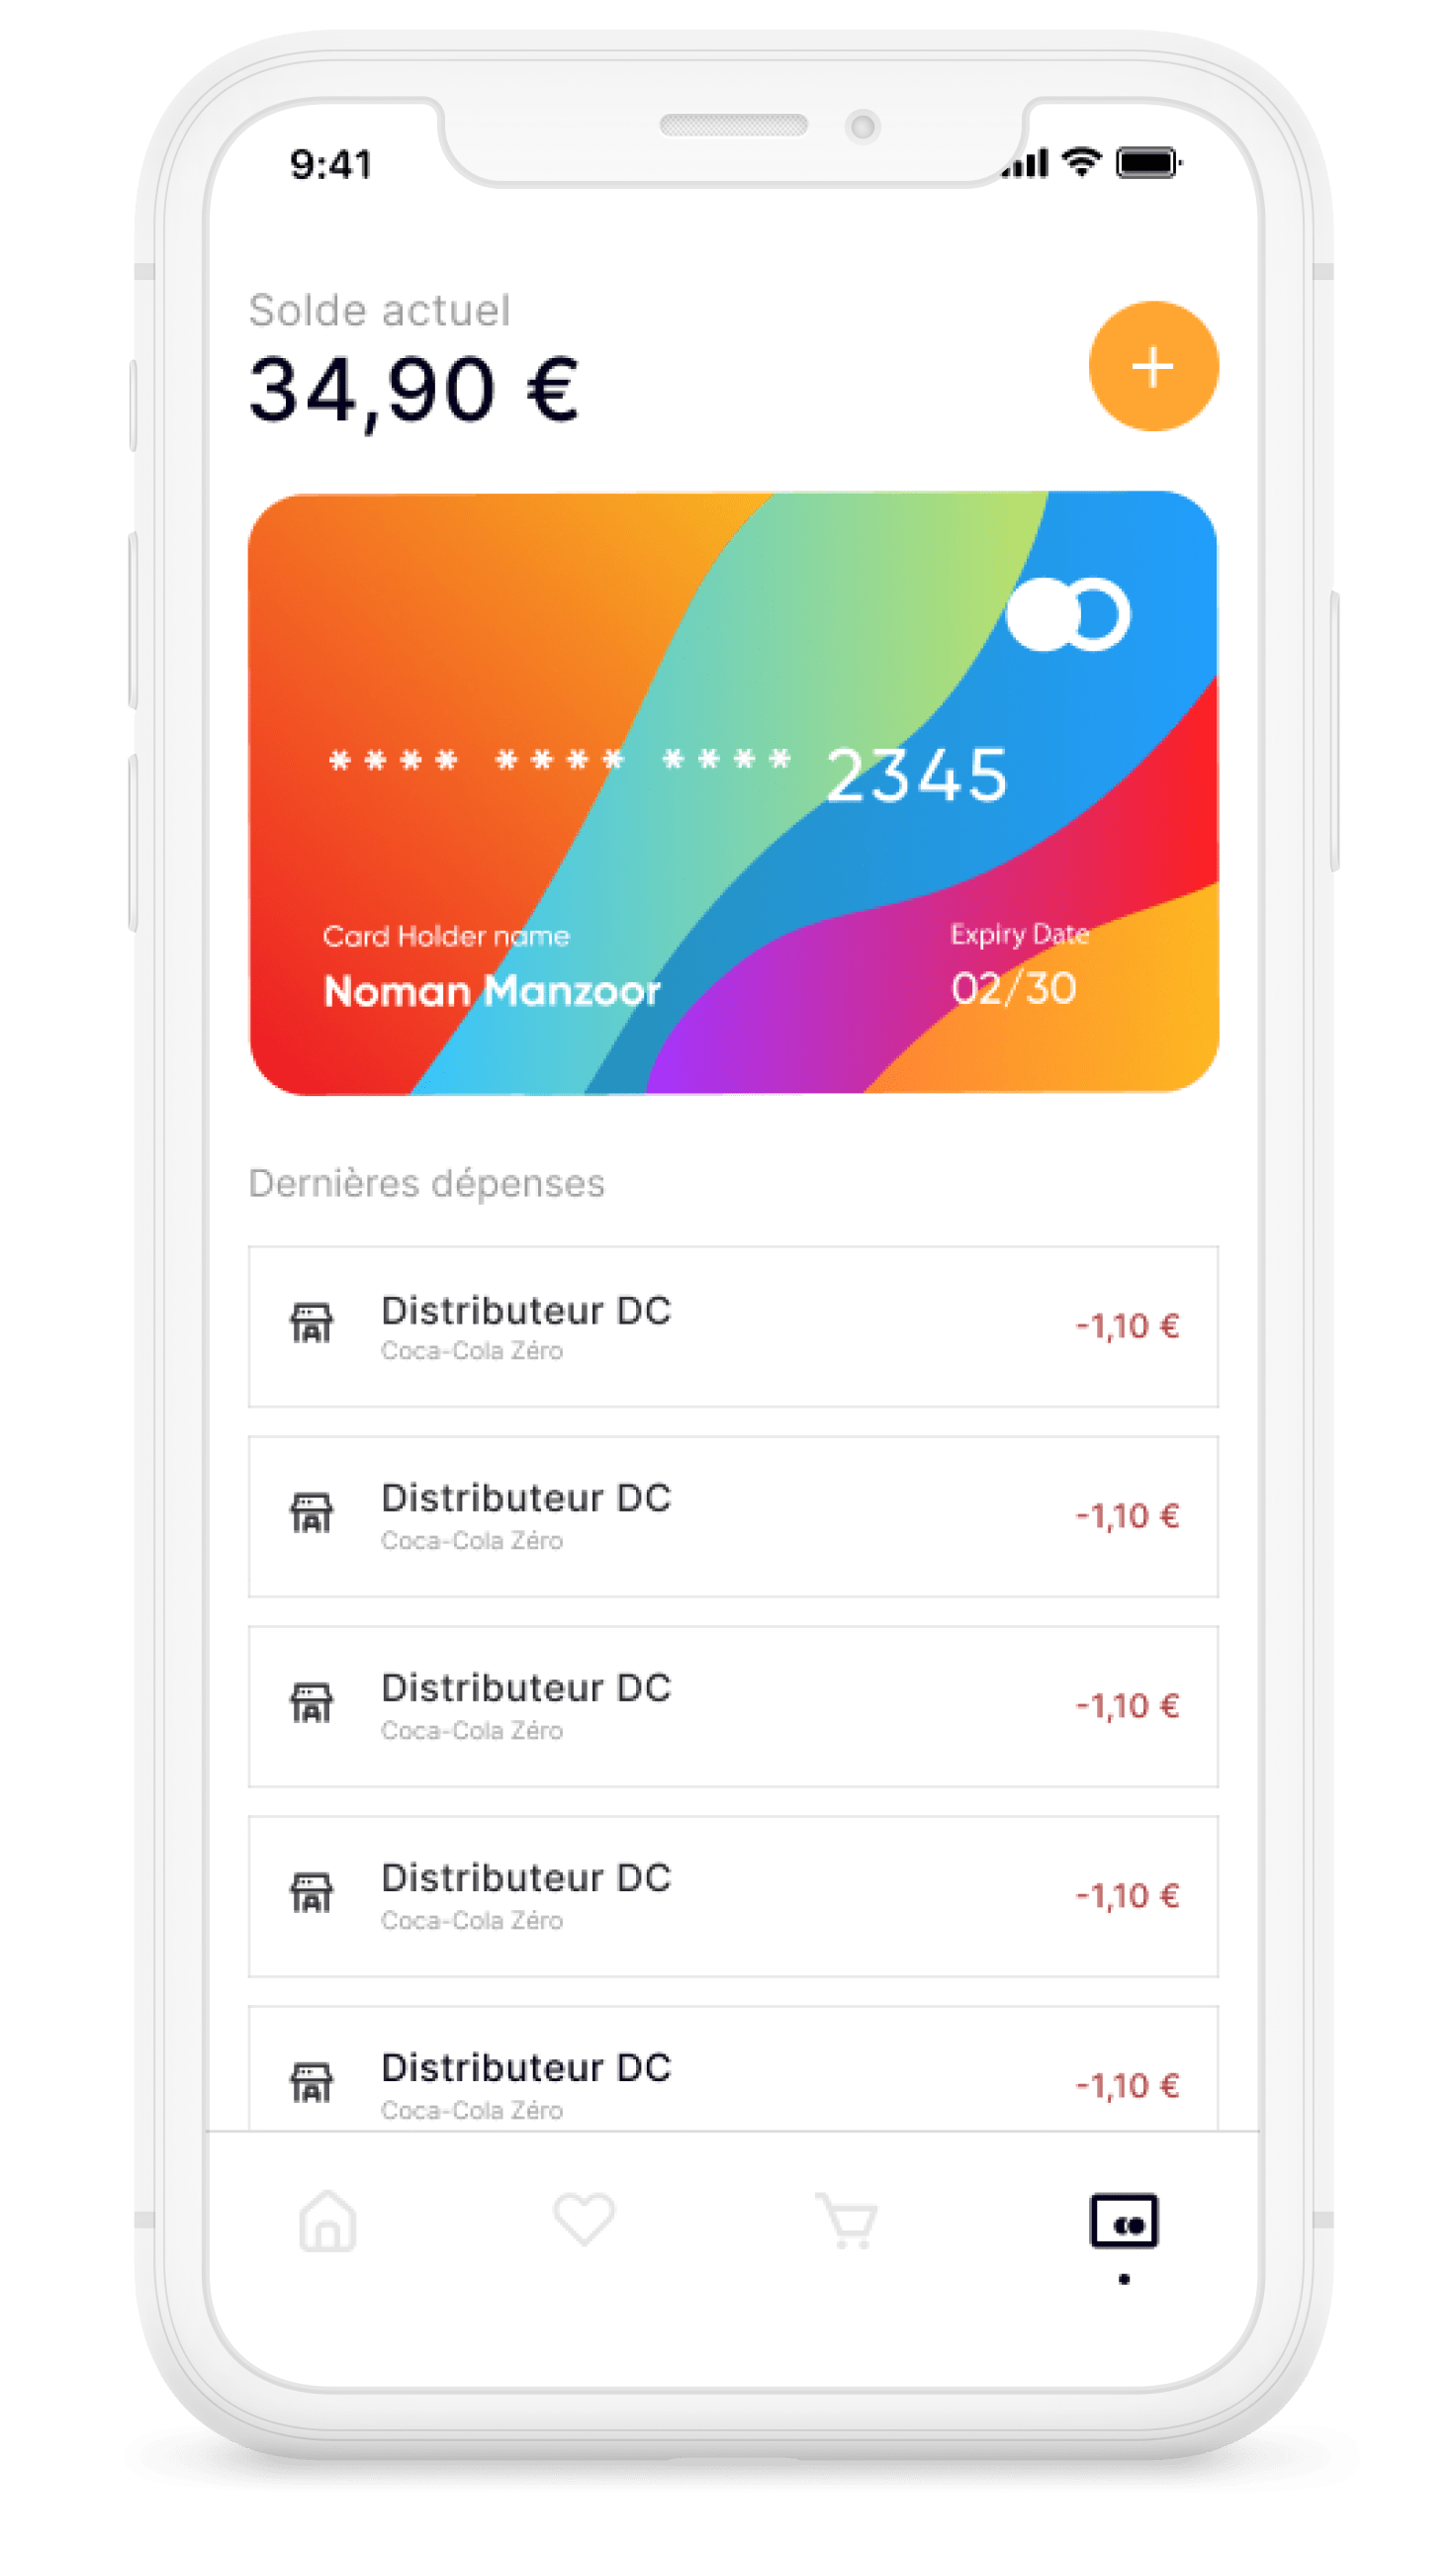 9:41
Solde actuel
34,90 €
**** **** **** 2345
Card Holder name
Expiry Date
Noman Manzoor
02/30
Dernières dépenses
Distributeur DC
Coca-Cola Zéro
-1,10 €
Distributeur DC
Coca-Cola Zéro
-1,10 €
Distributeur DC
Coca-Cola Zéro
-1,10 €
Distributeur DC
Coca-Cola Zéro
-1,10 €
Distributeur DC
Coca-Cola Zéro
-1,10 €